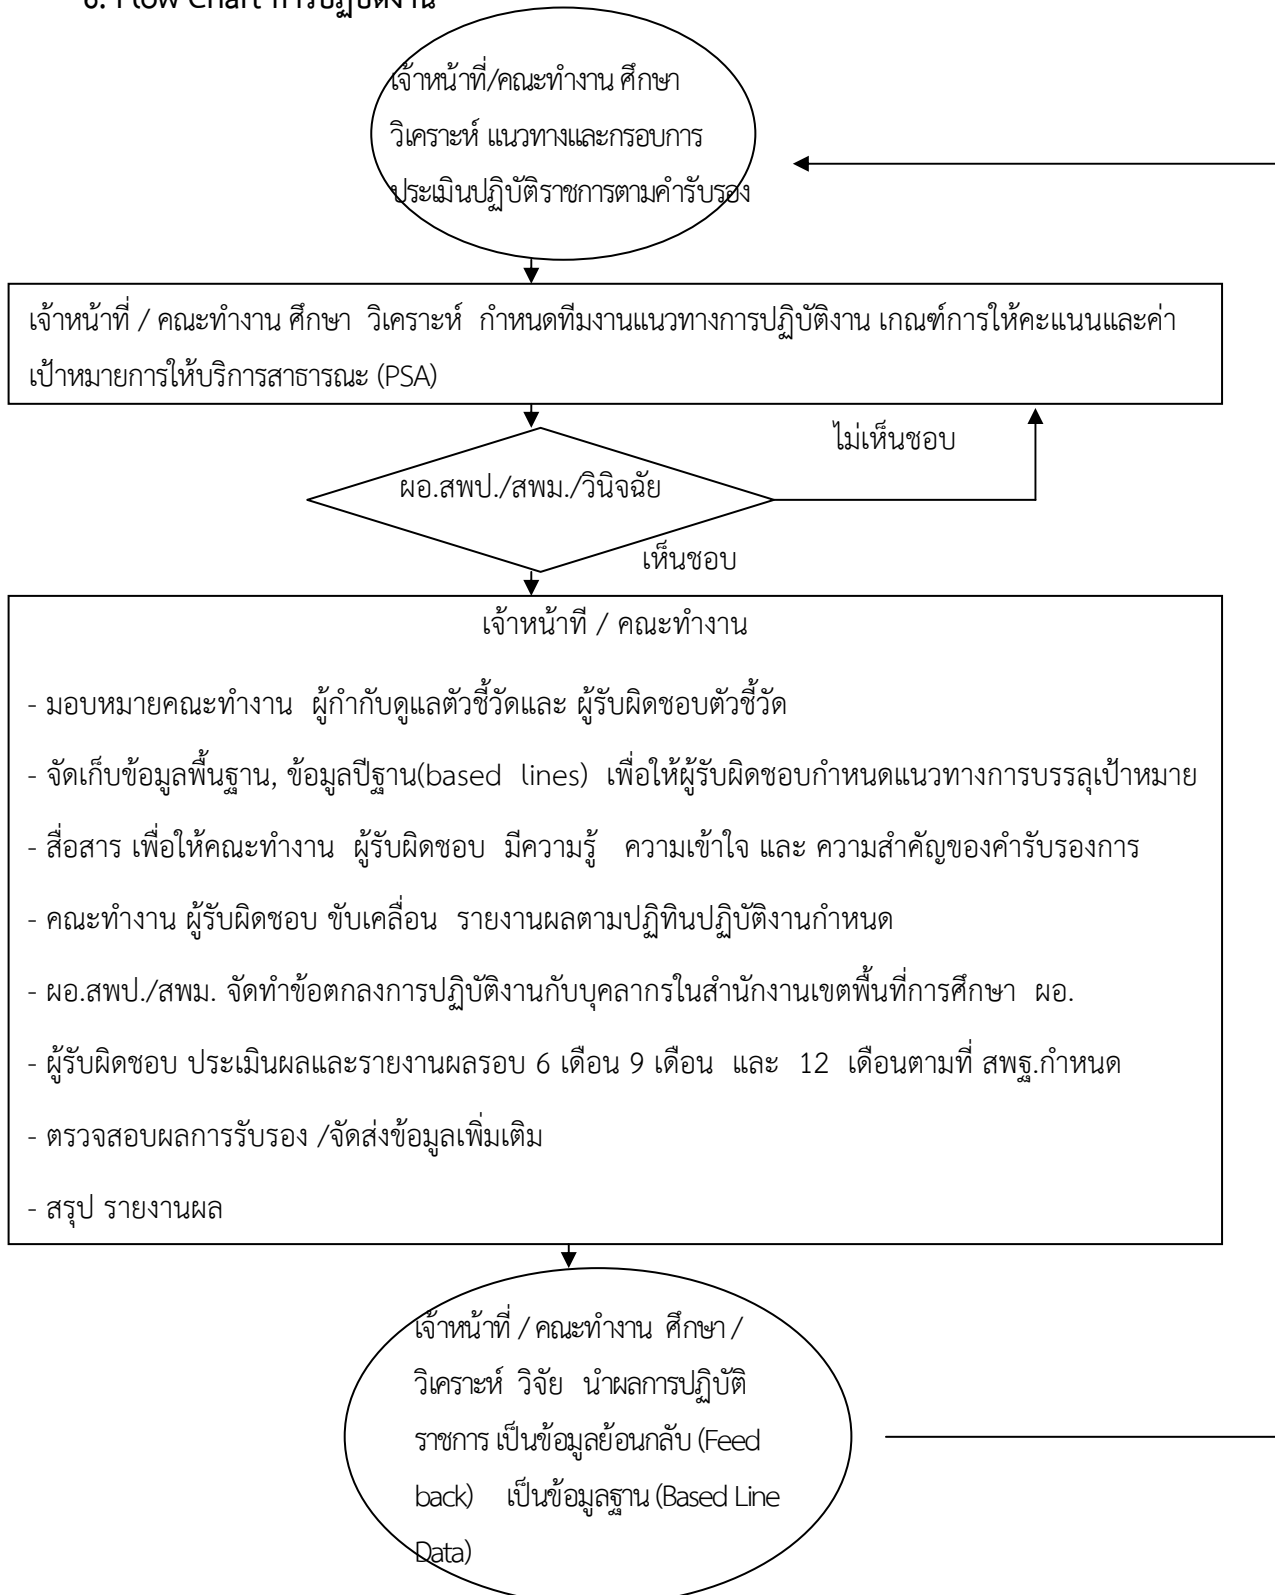 Flow Chart การปฏิบัติงาน
เจ้าหน้าที่/คณะทำงาน ศึกษา
วิเคราะห์ แนวทางและกรอบการ
ประเมินปฏิบัติราชการตามคำรับรอง
เจ้าหน้าที่ / คณะทำงาน ศึกษา วิเคราะห์ กำหนดทีมงานแนวทางการปฏิบัติงาน เกณฑ์การให้คะแนนและค่า
เป้าหมายการให้บริการสาธารณะ (PSA)
ไม่เห็นชอบ
ผอ.สพป./สพม./วินิจฉัย
เห็นชอบ
เจ้าหน้าที / คณะทำงาน
- มอบหมายคณะทำงาน ผู้กำกับดูแลตัวชี้วัดและ ผู้รับผิดชอบตัวชี้วัด
- จัดเก็บข้อมูลพื้นฐาน, ข้อมูลปีฐาน(based lines) เพื่อให้ผู้รับผิดชอบกำหนดแนวทางการบรรลุเป้าหมาย
- สื่อสาร เพื่อให้คณะทำงาน ผู้รับผิดชอบ มีความรู้ ความเข้าใจ และ ความสำคัญของคำรับรองการ
- คณะทำงาน ผู้รับผิดชอบ ขับเคลื่อน รายงานผลตามปฏิทินปฏิบัติงานกำหนด
- ผอ.สพป./สพม. จัดทำข้อตกลงการปฏิบัติงานกับบุคลากรในสำนักงานเขตพื้นที่การศึกษา ผอ.
- ผู้รับผิดชอบ ประเมินผลและรายงานผลรอบ 6 เดือน 9 เดือน และ 12 เดือนตามที่ สพฐ.กำหนด
- ตรวจสอบผลการรับรอง /จัดส่งข้อมูลเพิ่มเติม
- สรุป รายงานผล
เจ้าหน้าที่ / คณะทำงาน ศึกษา /
วิเคราะห์ วิจัย นำผลการปฏิบัติ
ราชการ เป็นข้อมูลย้อนกลับ (Feed
back) เป็นข้อมูลฐาน (Based Line
Data)